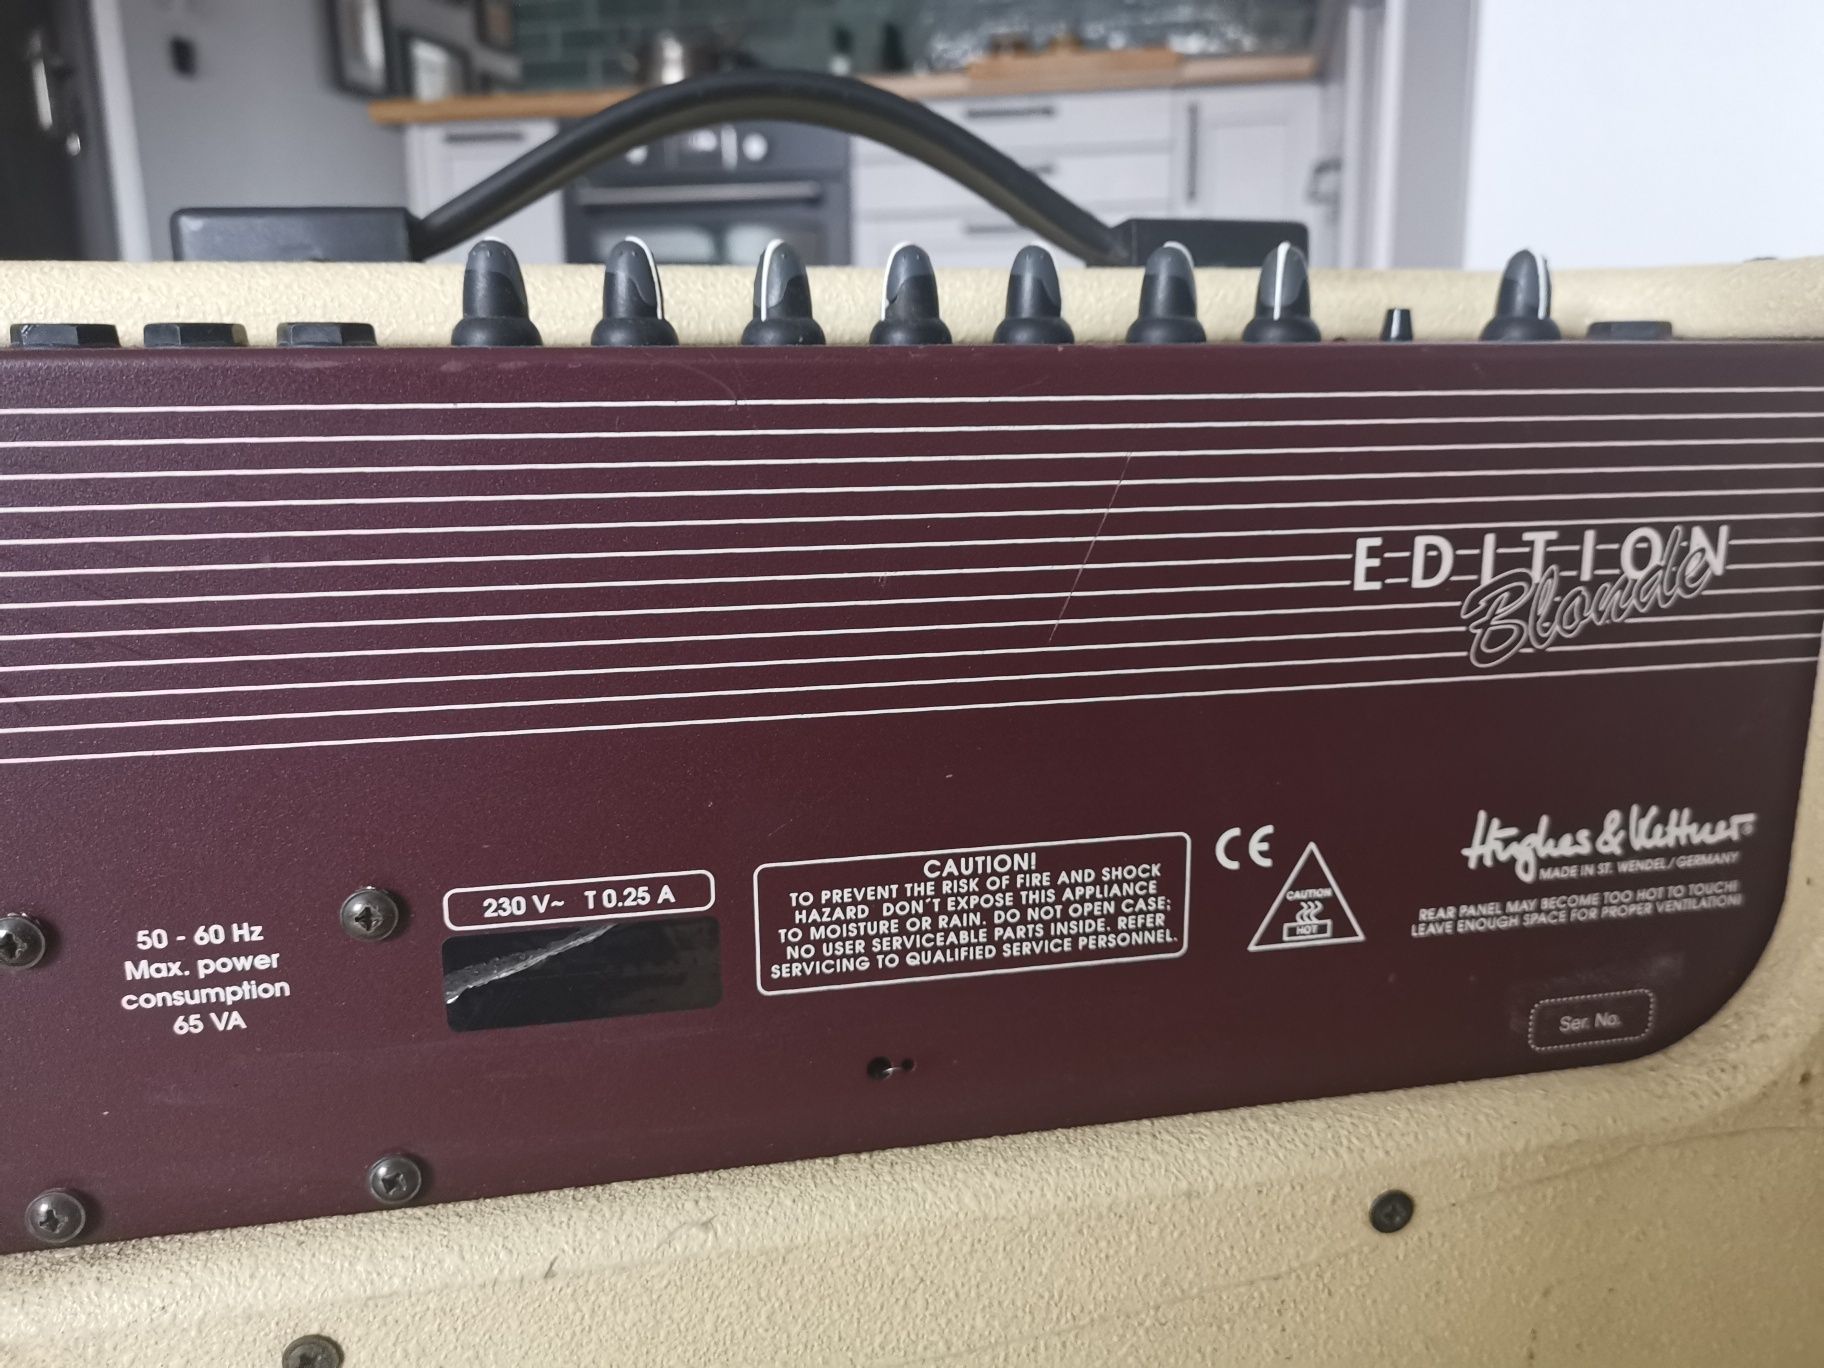 EDITION
Blonde
50 - 60 Hz
Max. power
consumption
65 VA
230 V~ T 0.25 A
CAUTION!
TO PREVENT THE RISK OF FIRE AND SHOCK
HAZARD DON´T EXPOSE THIS APPLIANCE
TO MOISTURE OR RAIN. DO NOT OPEN CASE;
NO USER SERVICEABLE PARTS INSIDE. REFER
SERVICING TO QUALIFIED SERVICE PERSONNEL.
CE
CAUTION
HOT
Hughes & Kettner®
MADE IN ST. WENDEL / GERMANY
REAR PANEL MAY BECOME TOO HOT TO TOUCH!
LEAVE ENOUGH SPACE FOR PROPER VENTILATION!
Ser. No.